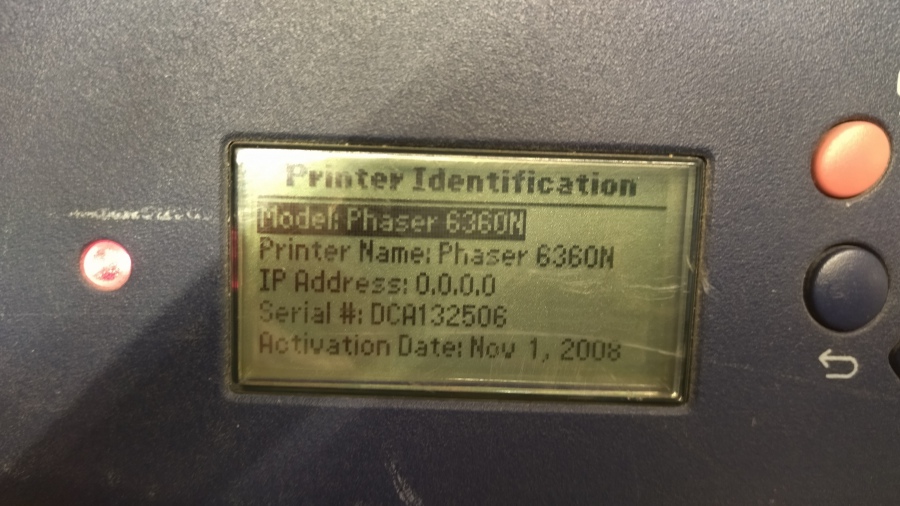 Printer Identification
Model: Phaser 6360N
Printer Name: Phaser 6360N
IP Address: 0.0.0.0
Serial #: DCA132506
Activation Date: Nov 1, 2008